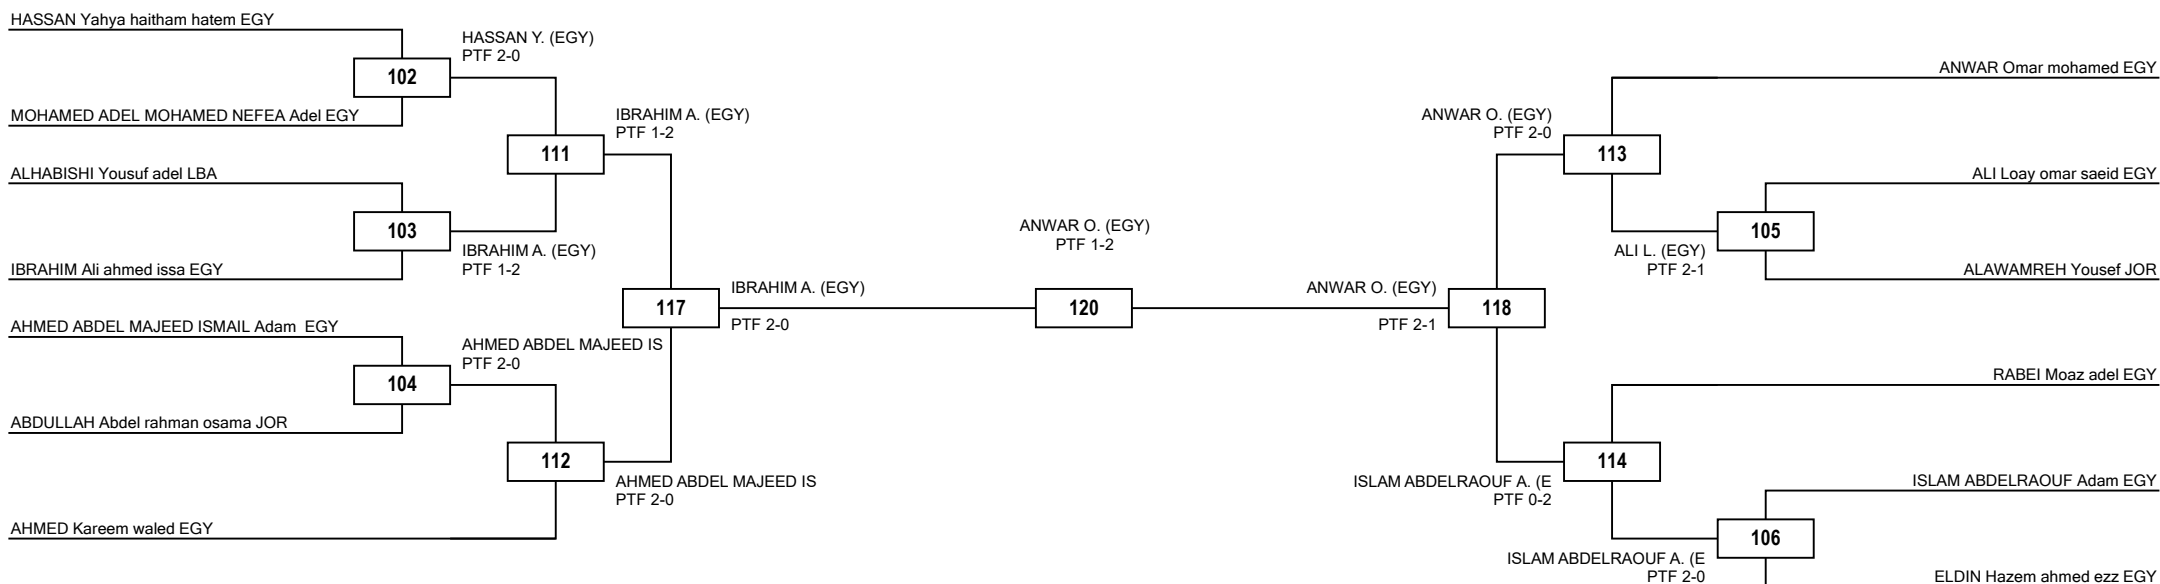 HASSAN Yahya haitham hatem EGY
HASSAN Y. (EGY)
PTF 2-0
102
MOHAMED ADEL MOHAMED NEFEA Adel EGY
IBRAHIM A. (EGY)
PTF 1-2
111
ALHABISHI Yousuf adel LBA
103
IBRAHIM A. (EGY)
PTF 1-2
IBRAHIM Ali ahmed issa EGY
117
IBRAHIM A. (EGY)
PTF 2-0
AHMED ABDEL MAJEED ISMAIL Adam EGY
AHMED ABDEL MAJEED IS
PTF 2-0
104
ABDULLAH Abdel rahman osama JOR
112
AHMED ABDEL MAJEED IS
PTF 2-0
AHMED Kareem waled EGY
ANWAR O. (EGY)
PTF 1-2
120
ANWAR Omar mohamed EGY
ANWAR O. (EGY)
PTF 2-0
113
ALI Loay omar saeid EGY
105
ALI L. (EGY)
PTF 2-1
ALAWAMREH Yousef JOR
ANWAR O. (EGY)
PTF 2-1
118
RABEI Moaz adel EGY
114
ISLAM ABDELRAOUF A. (E
PTF 0-2
ISLAM ABDELRAOUF Adam EGY
106
ISLAM ABDELRAOUF A. (E
PTF 2-0
ELDIN Hazem ahmed ezz EGY